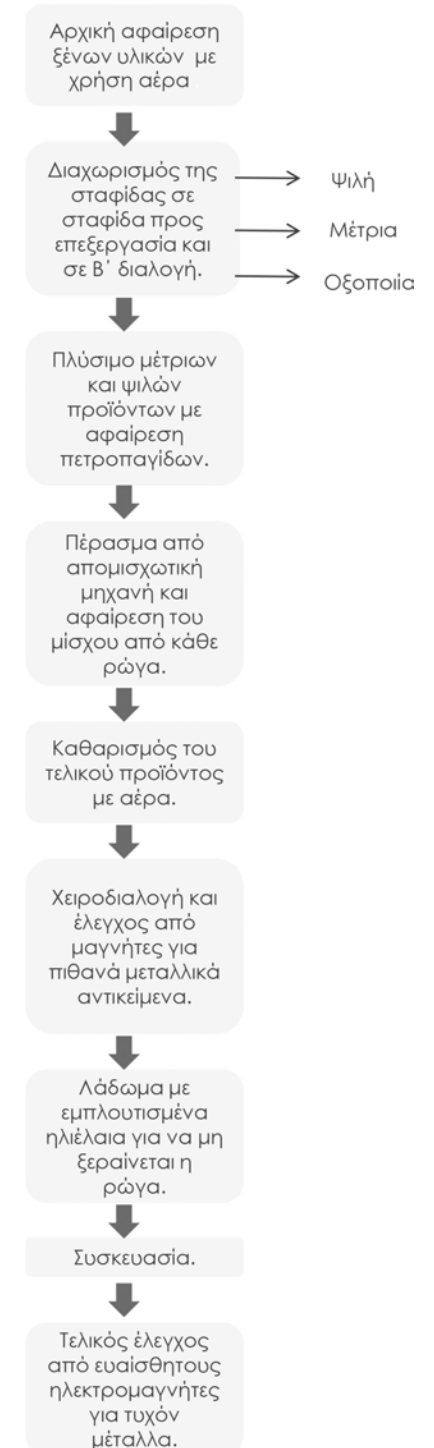 Αρχική αφαίρεση
ξένων υλικών με
χρήση αέρα
Διαχωρισμός της
σταφίδας σε
σταφίδα προς
επεξεργασία και
σε Β΄ διαλογή.
Ψιλή
Μέτρια
Οξοποιία
Πλύσιμο μέτριων
και ψιλών
προϊόντων με
αφαίρεση
πετροπαγίδων.
Πέρασμα από
απομισχωτική
μηχανή και
αφαίρεση του
μίσχου από κάθε
ρώγα.
Καθαρισμός του
τελικού προϊόντος
με αέρα.
Χειροδιαλογή και
έλεγχος από
μαγνήτες για
πιθανά μεταλλικά
αντικείμενα.
Λάδωμα με
εμπλουτισμένα
ηλιέλαια για να μη
ξεραίνεται η
ρώγα.
Συσκευασία.
Τελικός έλεγχος
από ευαίσθητους
ηλεκτρομαγνήτες
για τυχόν
μέταλλα.